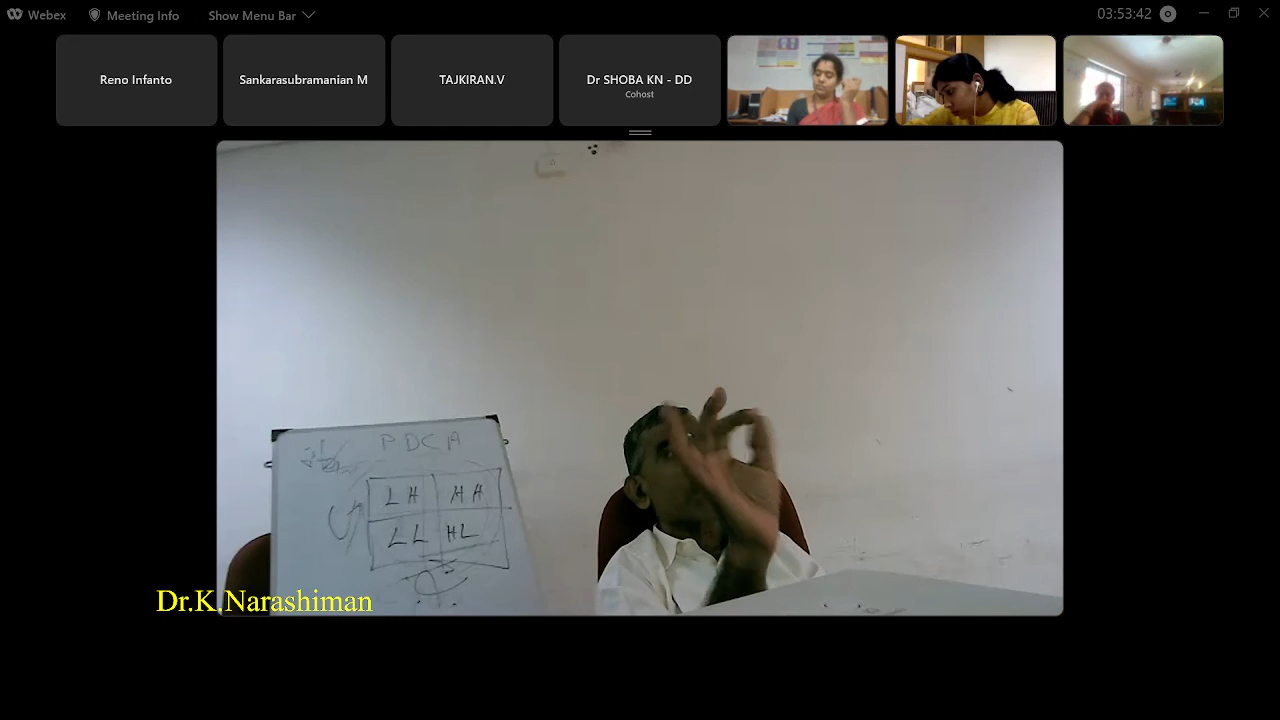 Webex Meeting Info Show Menu Bar 03:53:42
Reno Infanto Sankarasubramanian M TAJKIRAN.V Dr SHOBA KN - DD
Cohost
PDCA
LH HH
LL HL
Dr.K.Narashiman